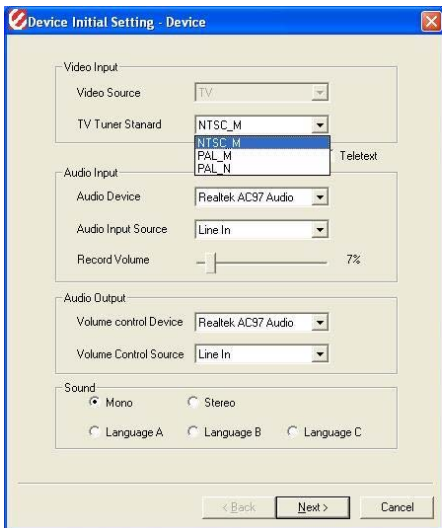 Device Initial Setting - Device
Video Input
Video Source TV
TV Tuner Stanard NTSC_M
NTSC_M
PAL_M
PAL_N
Teletext
Audio Input
Audio Device Realtek AC97 Audio
Audio Input Source Line In
Record Volume 7%
Audio Output
Volume control Device Realtek AC97 Audio
Volume Control Source Line In
Sound
Mono Stereo
Language A Language B Language C
< Back Next > Cancel